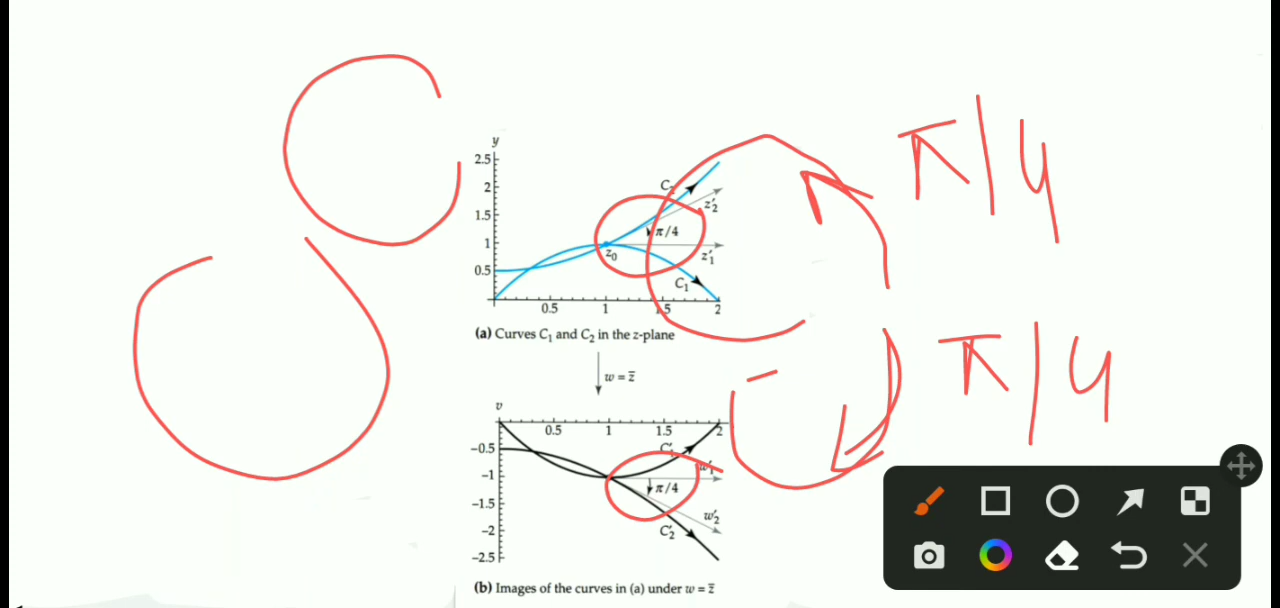 y
2.5
2
1.5
1
0.5
C₂
z′₂
π/4
z₀
z′₁
C₁
0.5 1 1.5 2
(a) Curves C₁ and C₂ in the z-plane
w = z̄
v
0.5 1 1.5 2
−0.5
−1
−1.5
−2
−2.5
C′₁
w′₁
π/4
w′₂
C′₂
(b) Images of the curves in (a) under w = z̄
π/4
π/4